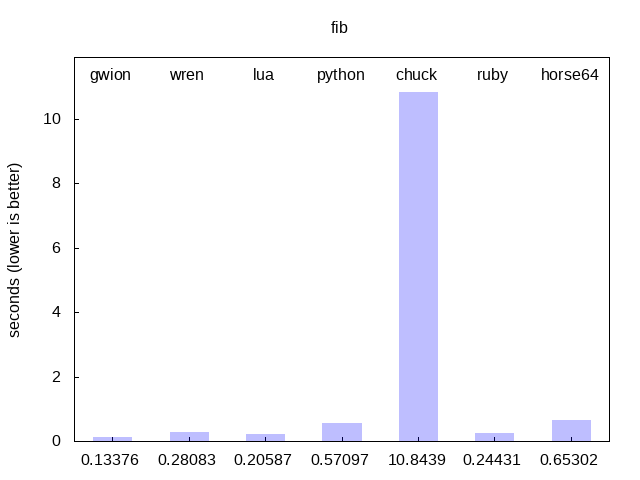 fib
gwion wren lua python chuck ruby horse64
10
8
6
4
2
0
seconds (lower is better)
0.13376 0.28083 0.20587 0.57097 10.8439 0.24431 0.65302